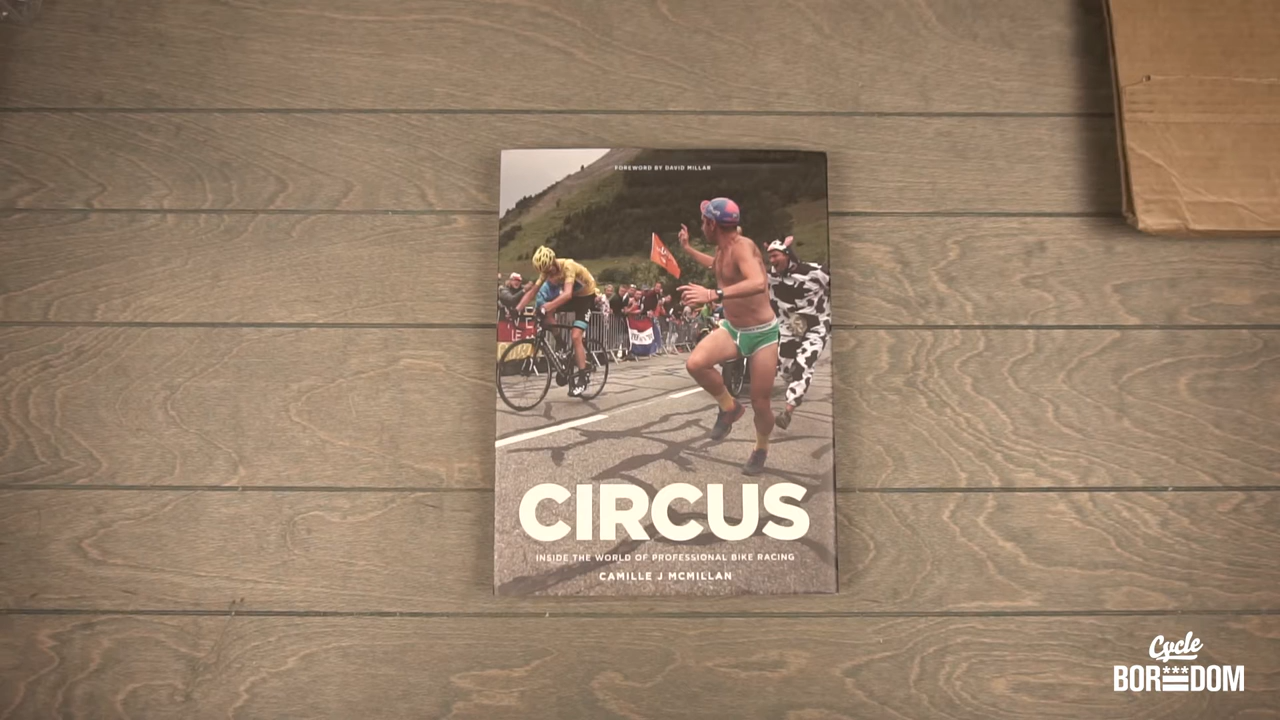 FOREWORD BY DAVID MILLAR
CIRCUS
INSIDE THE WORLD OF PROFESSIONAL BIKE RACING
CAMILLE J MCMILLAN
Cycle
BOR***DOM